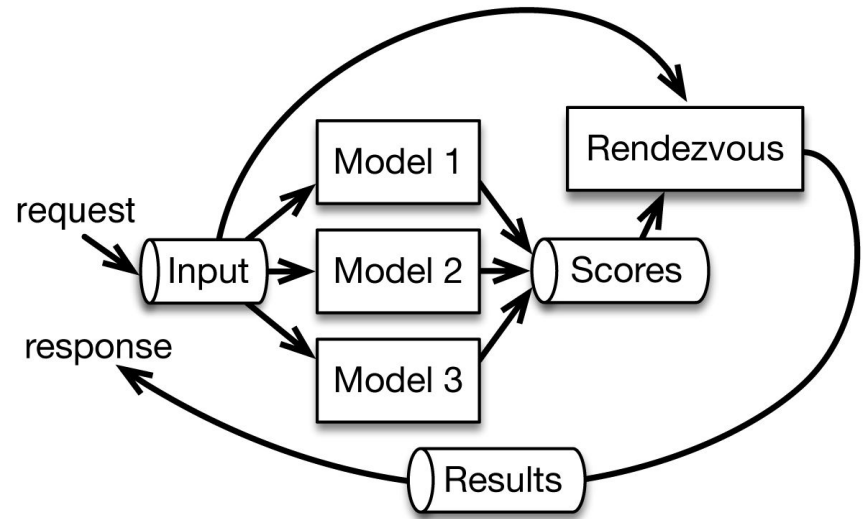 Rendezvous
Model 1
request
Input
Model 2
Scores
response
Model 3
Results